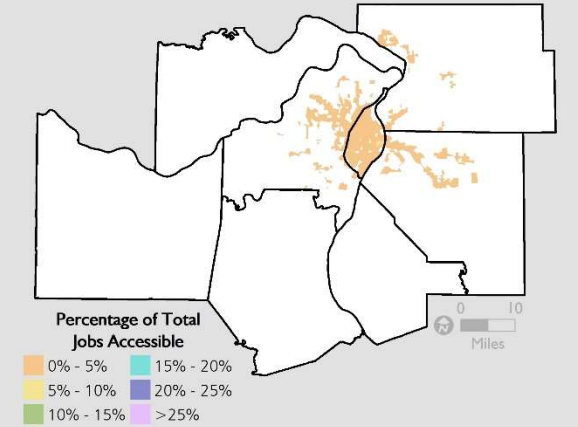 Percentage of Total
Jobs Accessible
0% - 5%
15% - 20%
5% - 10%
20% - 25%
10% - 15%
>25%
0 10
N
Miles